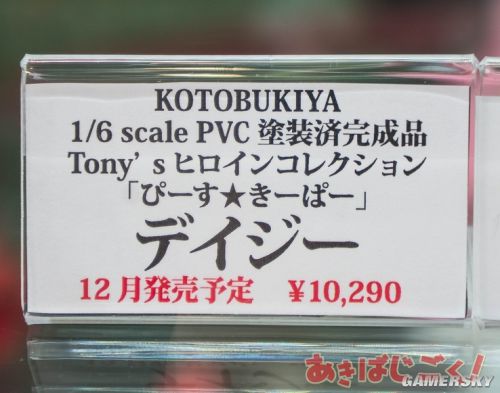 KOTOBUKIYA
1/6 scale PVC 塗装済完成品
Tony's ヒロインコレクション
「ぴーす★きーぱー」
デイジー
12月発売予定 ¥10,290
あきばじごく!
GAMERSKY